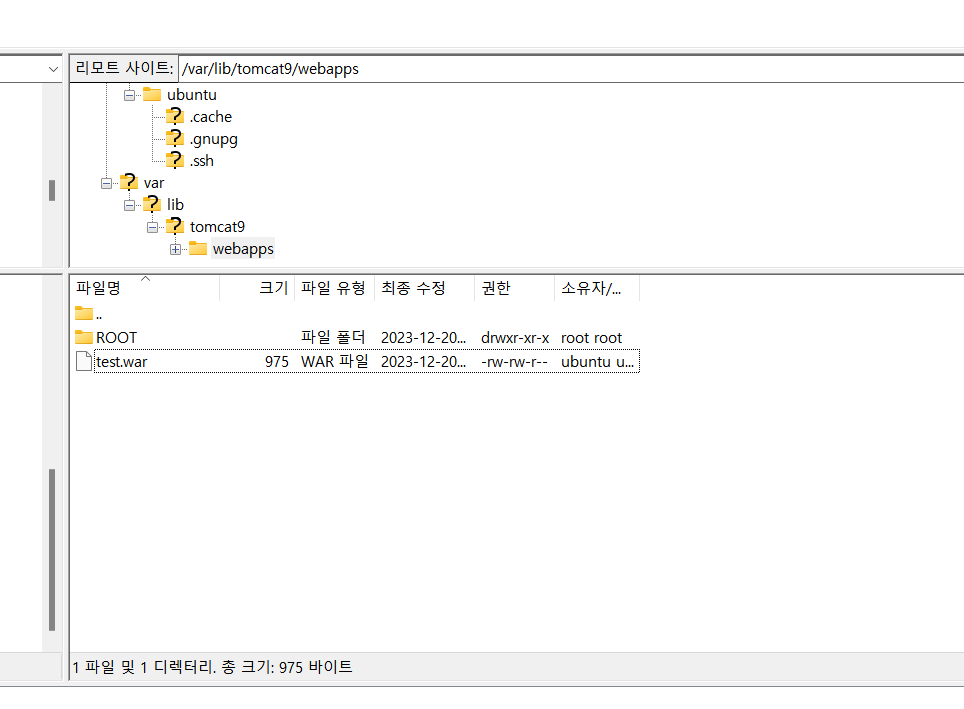 리모트 사이트: /var/lib/tomcat9/webapps
ubuntu
.cache
.gnupg
.ssh
var
lib
tomcat9
webapps
파일명 크기 파일 유형 최종 수정 권한 소유자/...
..
ROOT 파일 폴더 2023-12-20... drwxr-xr-x root root
test.war 975 WAR 파일 2023-12-20... -rw-rw-r-- ubuntu u...
1 파일 및 1 디렉터리. 총 크기: 975 바이트